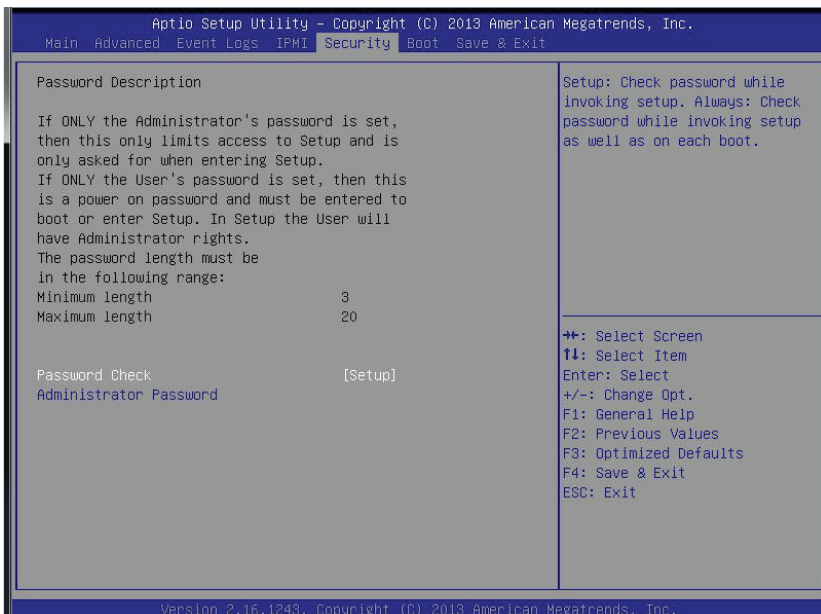 Aptio Setup Utility – Copyright (C) 2013 American Megatrends, Inc.
Main Advanced Event Logs IPMI Security Boot Save & Exit
Password Description
If ONLY the Administrator's password is set,
then this only limits access to Setup and is
only asked for when entering Setup.
If ONLY the User's password is set, then this
is a power on password and must be entered to
boot or enter Setup. In Setup the User will
have Administrator rights.
The password length must be
in the following range:
Minimum length 3
Maximum length 20
Password Check [Setup]
Administrator Password
Setup: Check password while
invoking setup. Always: Check
password while invoking setup
as well as on each boot.
→←: Select Screen
↑↓: Select Item
Enter: Select
+/-: Change Opt.
F1: General Help
F2: Previous Values
F3: Optimized Defaults
F4: Save & Exit
ESC: Exit
Version 2.16.1243. Copyright (C) 2013 American Megatrends, Inc.